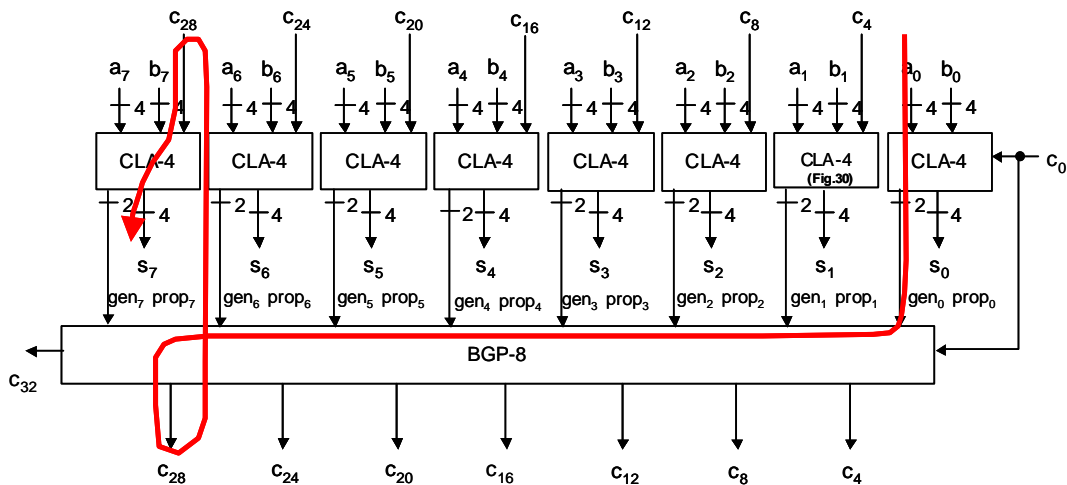 c28 c24 c20 c16 c12 c8 c4
a7 b7 a6 b6 a5 b5 a4 b4 a3 b3 a2 b2 a1 b1 a0 b0
4 4 4 4 4 4 4 4 4 4 4 4 4 4 4 4
CLA-4 CLA-4 CLA-4 CLA-4 CLA-4 CLA-4 CLA-4 CLA-4 c0
(Fig.30)
2 4 2 4 2 4 2 4 2 4 2 4 2 4 2 4
s7 s6 s5 s4 s3 s2 s1 s0
gen7 prop7 gen6 prop6 gen5 prop5 gen4 prop4 gen3 prop3 gen2 prop2 gen1 prop1 gen0 prop0
BGP-8
c32
c28 c24 c20 c16 c12 c8 c4